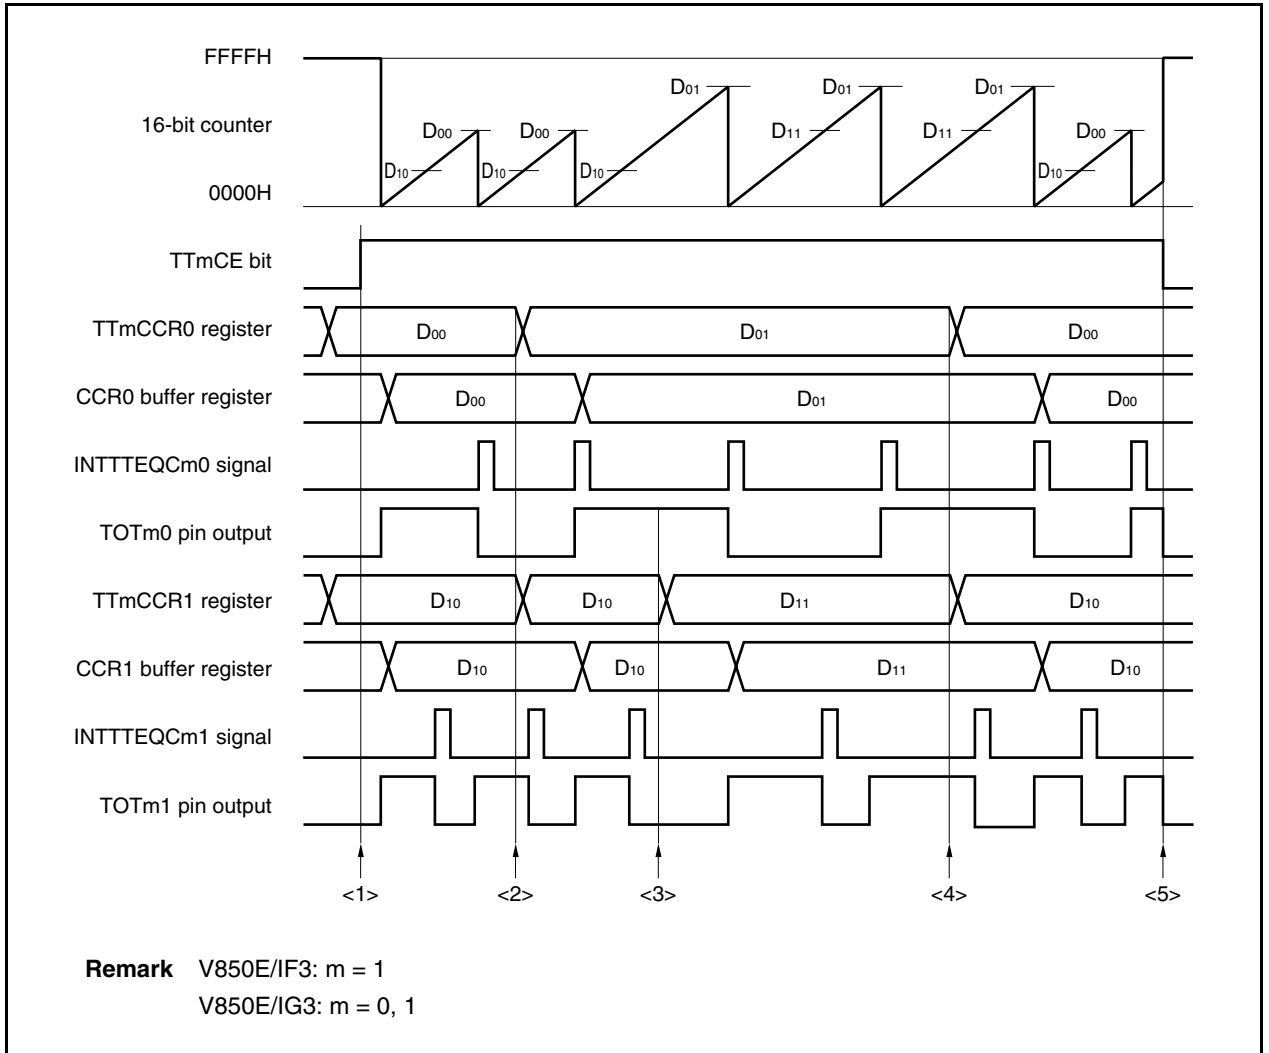 FFFFH
D01 D01 D01
16-bit counter
D00 D00 D11 D11 D00
D10 D10 D10 D10
0000H
TTmCE bit
TTmCCR0 register D00 D01 D00
CCR0 buffer register D00 D01 D00
INTTTEQCm0 signal
TOTm0 pin output
TTmCCR1 register D10 D10 D11 D10
CCR1 buffer register D10 D10 D11 D10
INTTTEQCm1 signal
TOTm1 pin output
<1> <2> <3> <4> <5>
Remark V850E/IF3: m = 1
V850E/IG3: m = 0, 1